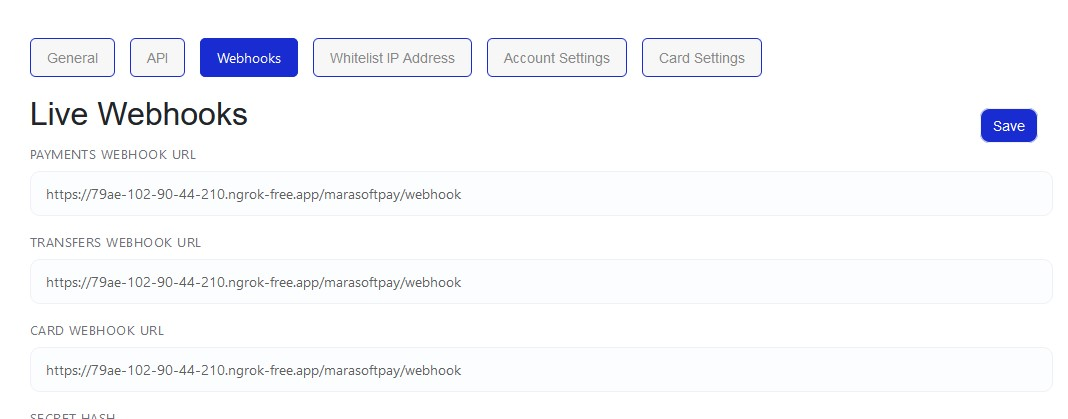 General API Webhooks Whitelist IP Address Account Settings Card Settings
Live Webhooks
Save
PAYMENTS WEBHOOK URL
https://79ae-102-90-44-210.ngrok-free.app/marasoftpay/webhook
TRANSFERS WEBHOOK URL
https://79ae-102-90-44-210.ngrok-free.app/marasoftpay/webhook
CARD WEBHOOK URL
https://79ae-102-90-44-210.ngrok-free.app/marasoftpay/webhook
SECRET HASH